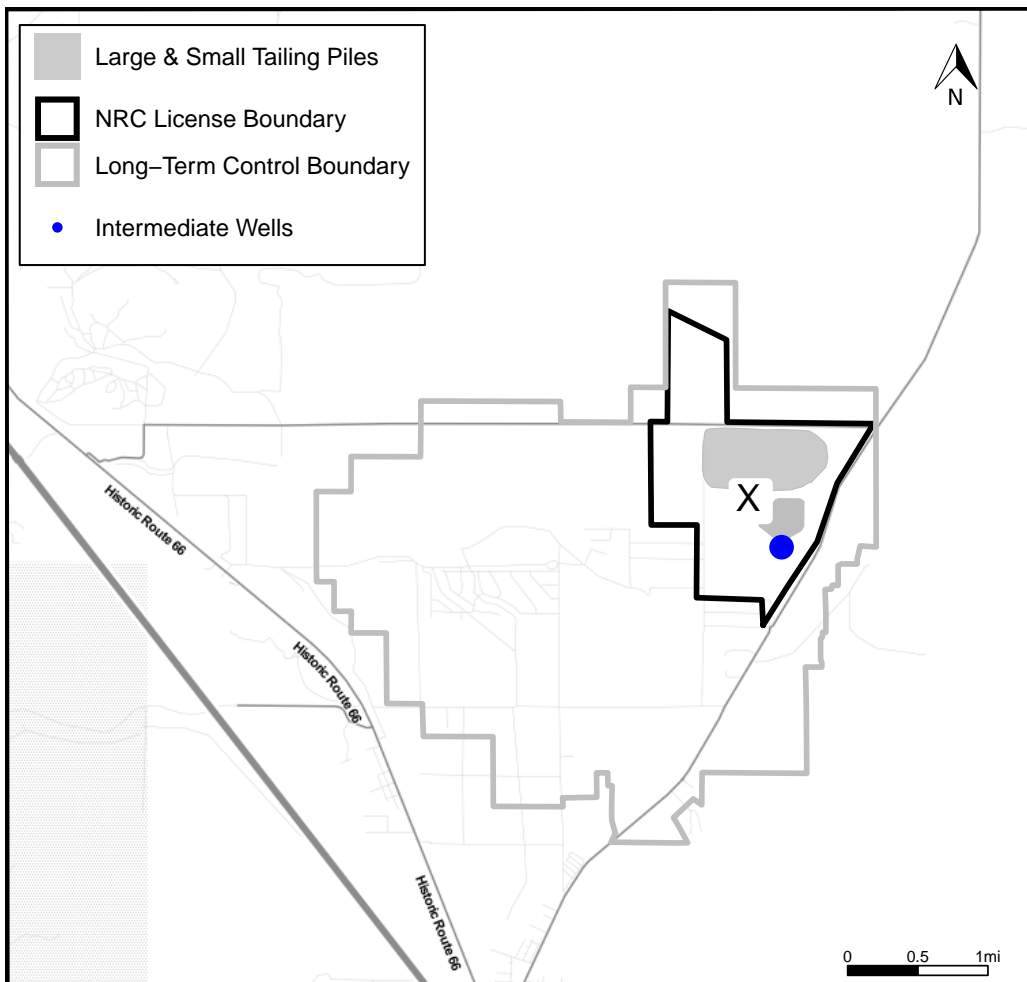 Large & Small Tailing Piles
NRC License Boundary
Long−Term Control Boundary
Intermediate Wells
N
X
Historic Route 66
Historic Route 66
Historic Route 66
0 0.5 1mi